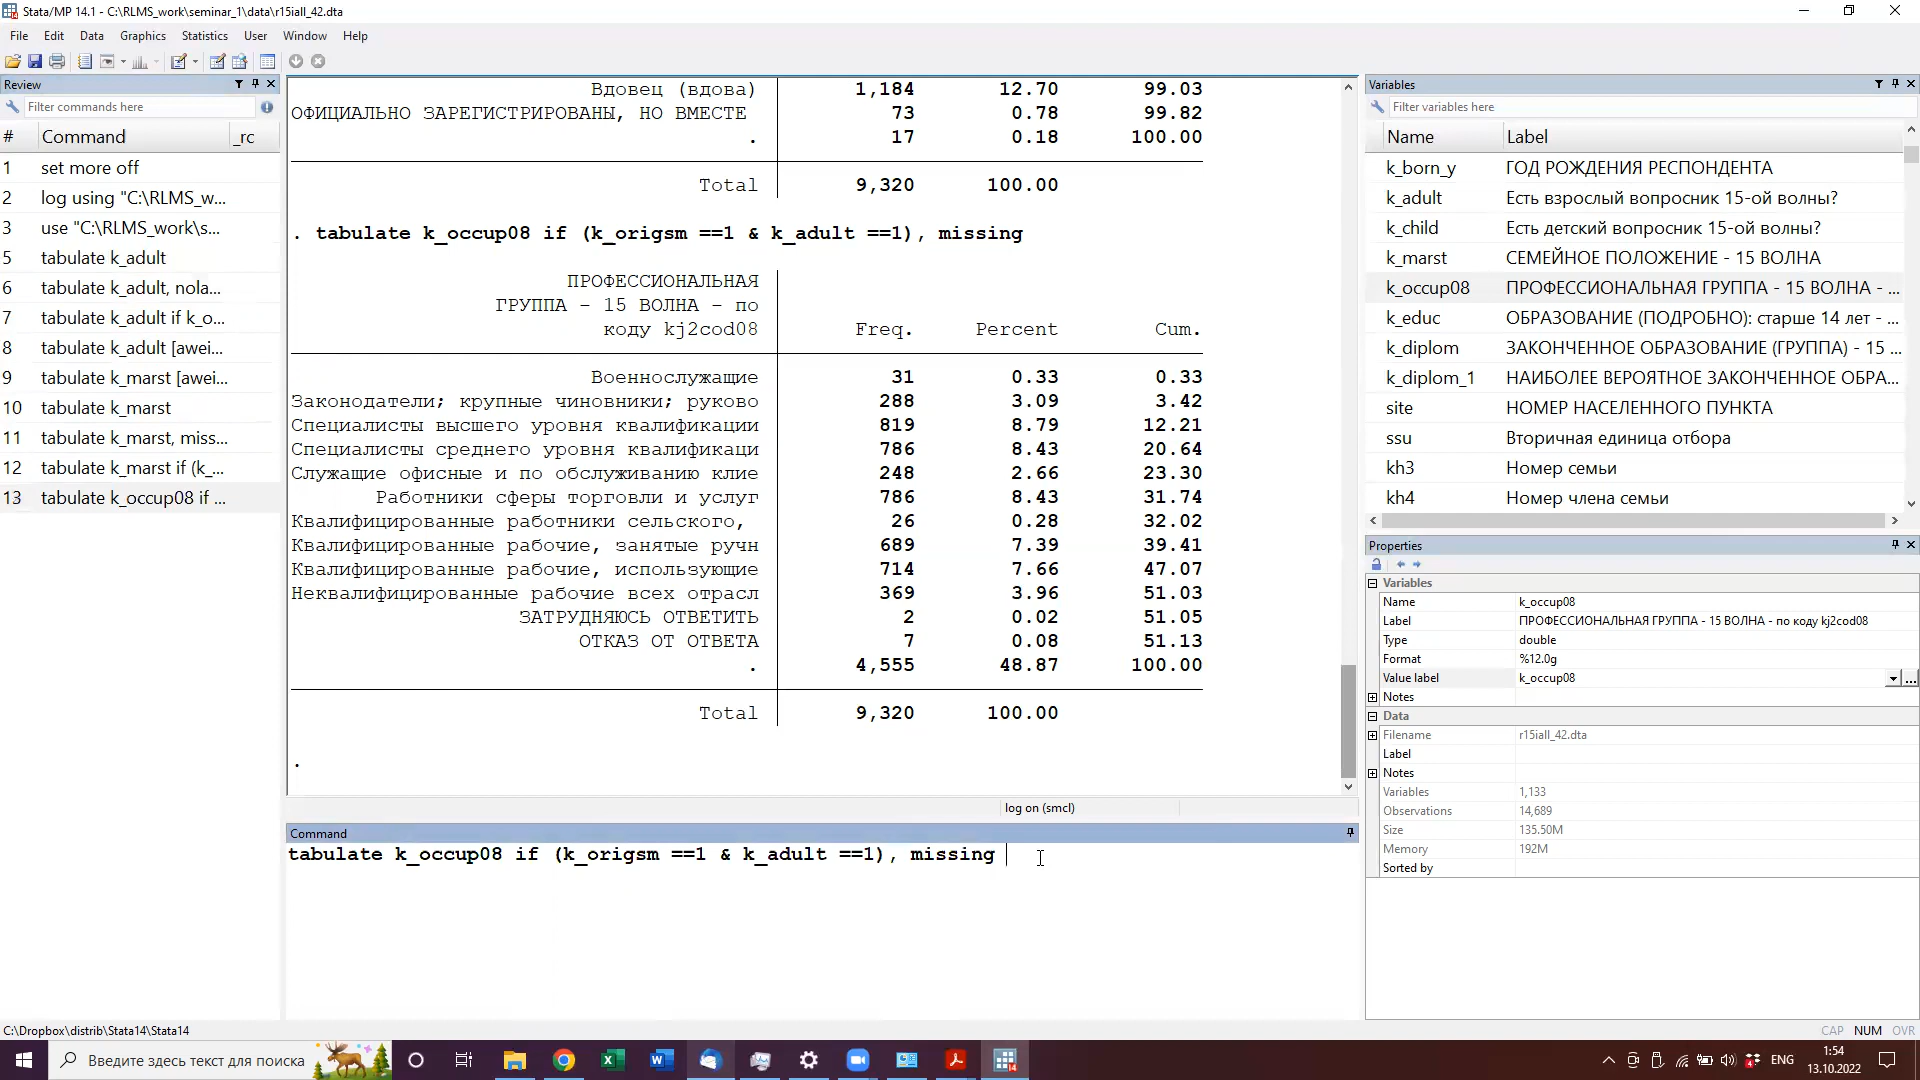 Stata/MP 14.1 - C:\RLMS_work\seminar_1\data\r15iall_42.dta
File Edit Data Graphics Statistics User Window Help
Review
Filter commands here
# Command _rc
1 set more off
2 log using "C:\RLMS_w...
3 use "C:\RLMS_work\s...
5 tabulate k_adult
6 tabulate k_adult, nola...
7 tabulate k_adult if k_o...
8 tabulate k_adult [awei...
9 tabulate k_marst [awei...
10 tabulate k_marst
11 tabulate k_marst, miss...
12 tabulate k_marst if (k_...
13 tabulate k_occup08 if ...
Вдовец (вдова) 1,184 12.70 99.03
ОФИЦИАЛЬНО ЗАРЕГИСТРИРОВАНЫ, НО ВМЕСТЕ 73 0.78 99.82
. 17 0.18 100.00
Total 9,320 100.00
. tabulate k_occup08 if (k_origsm ==1 & k_adult ==1), missing
ПРОФЕССИОНАЛЬНАЯ
ГРУППА - 15 ВОЛНА - по
коду kj2cod08 Freq. Percent Cum.
Военнослужащие 31 0.33 0.33
Законодатели; крупные чиновники; руково 288 3.09 3.42
Специалисты высшего уровня квалификации 819 8.79 12.21
Специалисты среднего уровня квалификаци 786 8.43 20.64
Служащие офисные и по обслуживанию клие 248 2.66 23.30
Работники сферы торговли и услуг 786 8.43 31.74
Квалифицированные работники сельского, 26 0.28 32.02
Квалифицированные рабочие, занятые ручн 689 7.39 39.41
Квалифицированные рабочие, использующие 714 7.66 47.07
Неквалифицированные рабочие всех отрасл 369 3.96 51.03
ЗАТРУДНЯЮСЬ ОТВЕТИТЬ 2 0.02 51.05
ОТКАЗ ОТ ОТВЕТА 7 0.08 51.13
. 4,555 48.87 100.00
Total 9,320 100.00
.
log on (smcl)
Command
tabulate k_occup08 if (k_origsm ==1 & k_adult ==1), missing
Variables
Filter variables here
Name Label
k_born_y ГОД РОЖДЕНИЯ РЕСПОНДЕНТА
k_adult Есть взрослый вопросник 15-ой волны?
k_child Есть детский вопросник 15-ой волны?
k_marst СЕМЕЙНОЕ ПОЛОЖЕНИЕ - 15 ВОЛНА
k_occup08 ПРОФЕССИОНАЛЬНАЯ ГРУППА - 15 ВОЛНА - ...
k_educ ОБРАЗОВАНИЕ (ПОДРОБНО): старше 14 лет - ...
k_diplom ЗАКОНЧЕННОЕ ОБРАЗОВАНИЕ (ГРУППА) - 15 ...
k_diplom_1 НАИБОЛЕЕ ВЕРОЯТНОЕ ЗАКОНЧЕННОЕ ОБРА...
site НОМЕР НАСЕЛЕННОГО ПУНКТА
ssu Вторичная единица отбора
kh3 Номер семьи
kh4 Номер члена семьи
Properties
Variables
Name k_occup08
Label ПРОФЕССИОНАЛЬНАЯ ГРУППА - 15 ВОЛНА - по коду kj2cod08
Type double
Format %12.0g
Value label k_occup08
Notes
Data
Filename r15iall_42.dta
Label
Notes
Variables 1,133
Observations 14,689
Size 135.50M
Memory 192M
Sorted by
C:\Dropbox\distrib\Stata14\Stata14
CAP NUM OVR
Введите здесь текст для поиска
ENG
1:54
13.10.2022